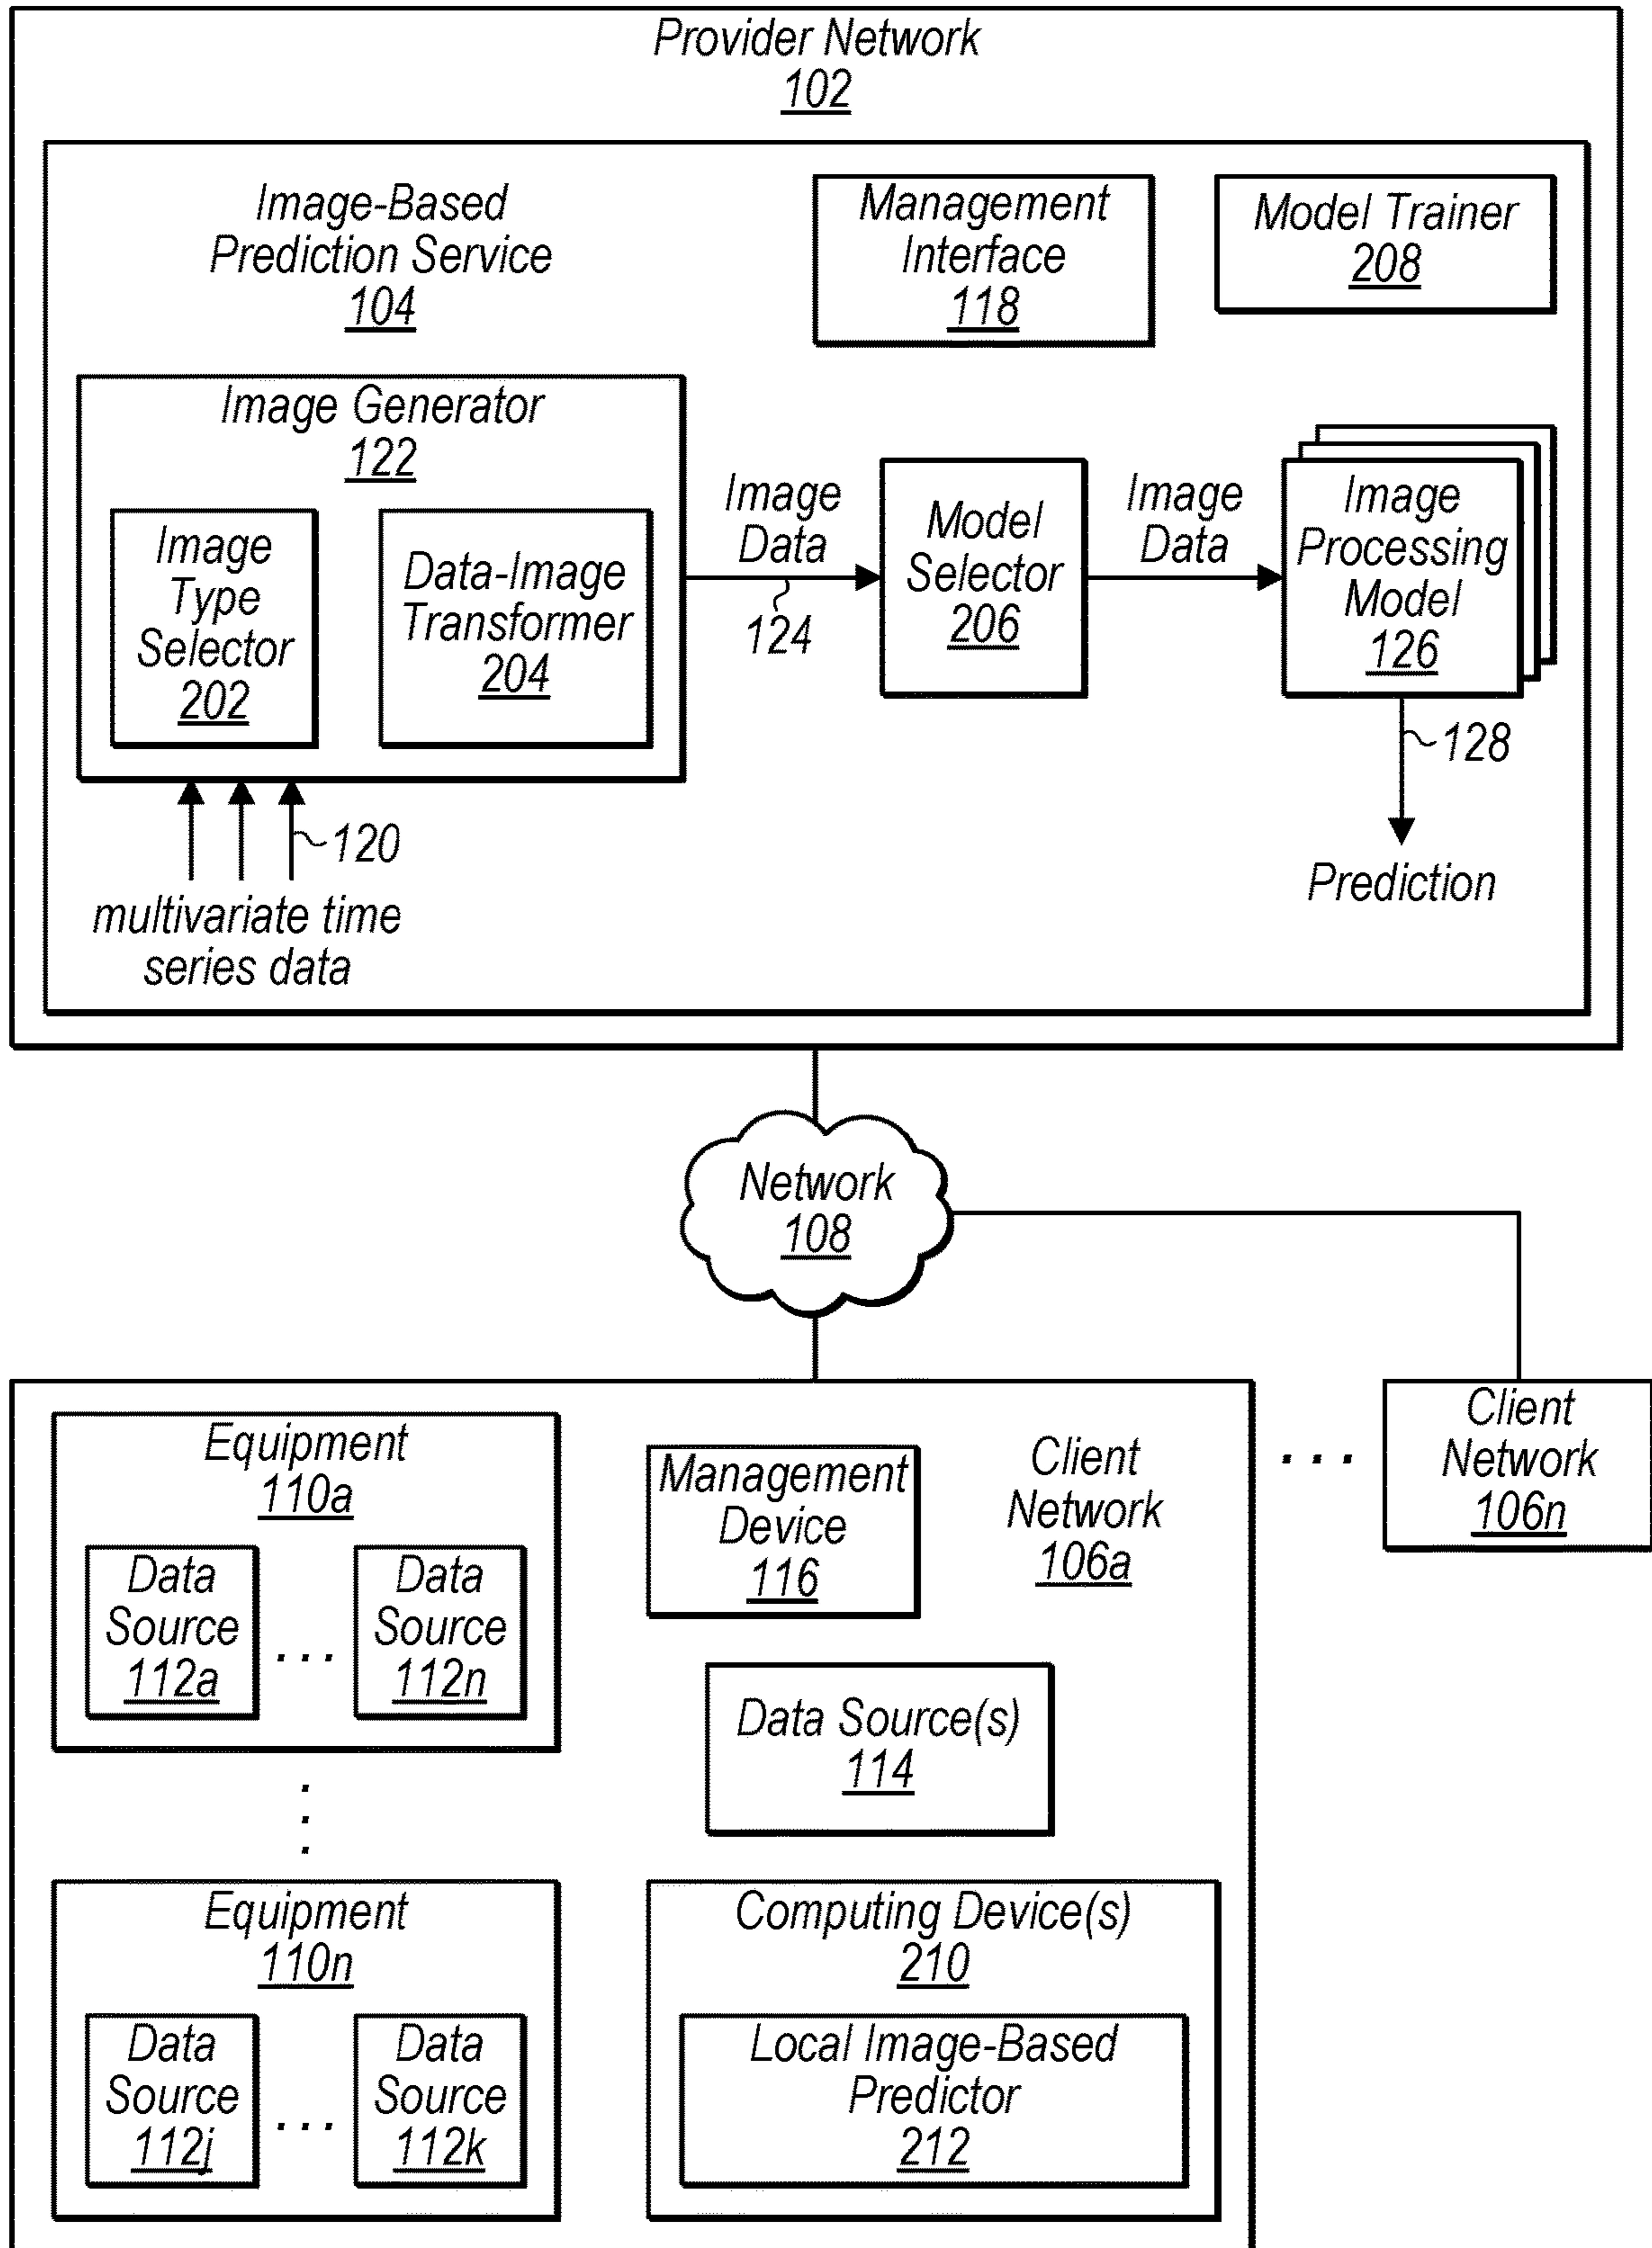 Provider Network
102
Image-Based
Prediction Service
104
Management
Interface
118
Model Trainer
208
Image Generator
122
Image
Type
Selector
202
Data-Image
Transformer
204
Image
Data
124
Model
Selector
206
Image
Data
Image
Processing
Model
126
128
Prediction
120
multivariate time
series data
Network
108
Equipment
110a
Data
Source
112a
...
Data
Source
112n
Management
Device
116
Client
Network
106a
...
Client
Network
106n
Data Source(s)
114
...
Equipment
110n
Data
Source
112j
...
Data
Source
112k
Computing Device(s)
210
Local Image-Based
Predictor
212